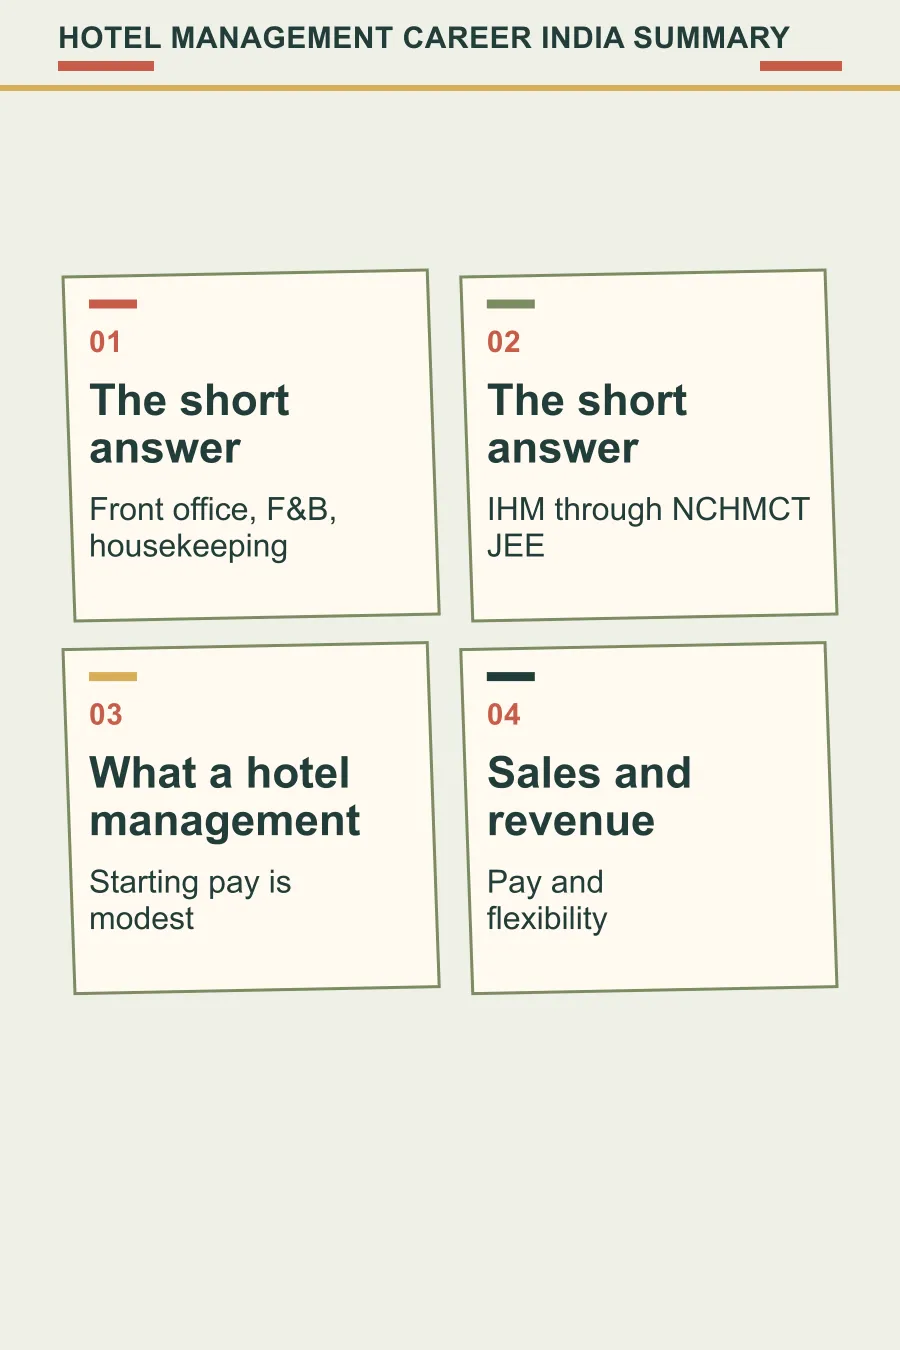 HOTEL MANAGEMENT CAREER INDIA SUMMARY
01
The short
answer
Front office, F&B,
housekeeping
02
The short
answer
IHM through NCHMCT
JEE
03
What a hotel
management
Starting pay is
modest
04
Sales and
revenue
Pay and
flexibility